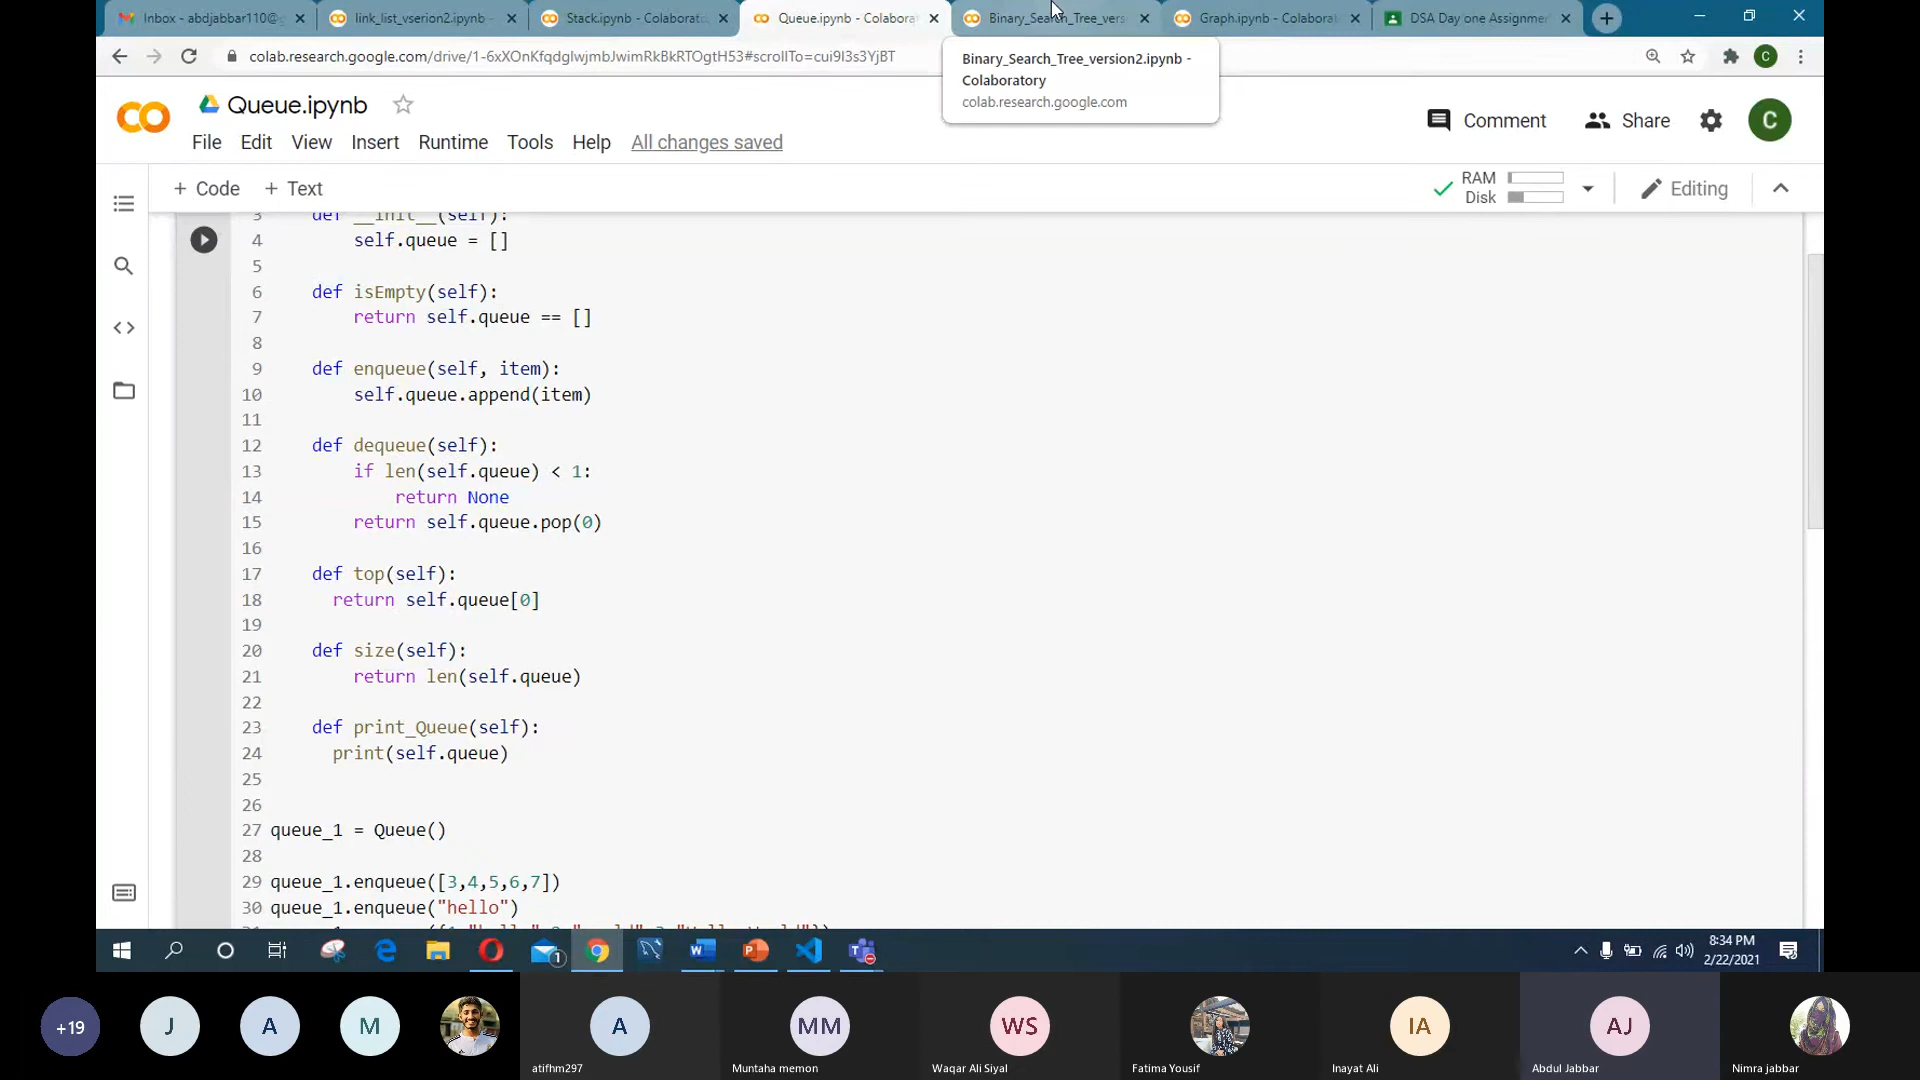 Inbox - abdjabbar110@g
link_list_vserion2.ipynb -
Stack.ipynb - Colaborato
Queue.ipynb - Colabora
Binary_Search_Tree_vers
Graph.ipynb - Colaborat
DSA Day one Assignmen
colab.research.google.com/drive/1-6xXOnKfqdglwjmbJwimRkBkRTOgtH53#scrollTo=cui9I3s3YjBT
Binary_Search_Tree_version2.ipynb -
Colaboratory
colab.research.google.com
Queue.ipynb
Comment
Share
C
File Edit View Insert Runtime Tools Help All changes saved
+ Code + Text
RAM
Disk
Editing
3 def __init__(self):
4 self.queue = []
5
6 def isEmpty(self):
7 return self.queue == []
8
9 def enqueue(self, item):
10 self.queue.append(item)
11
12 def dequeue(self):
13 if len(self.queue) < 1:
14 return None
15 return self.queue.pop(0)
16
17 def top(self):
18 return self.queue[0]
19
20 def size(self):
21 return len(self.queue)
22
23 def print_Queue(self):
24 print(self.queue)
25
26
27 queue_1 = Queue()
28
29 queue_1.enqueue([3,4,5,6,7])
30 queue_1.enqueue("hello")
8:34 PM
2/22/2021
+19
J
A
M
A
MM
WS
IA
AJ
atifhm297
Muntaha memon
Waqar Ali Siyal
Fatima Yousif
Inayat Ali
Abdul Jabbar
Nimra jabbar